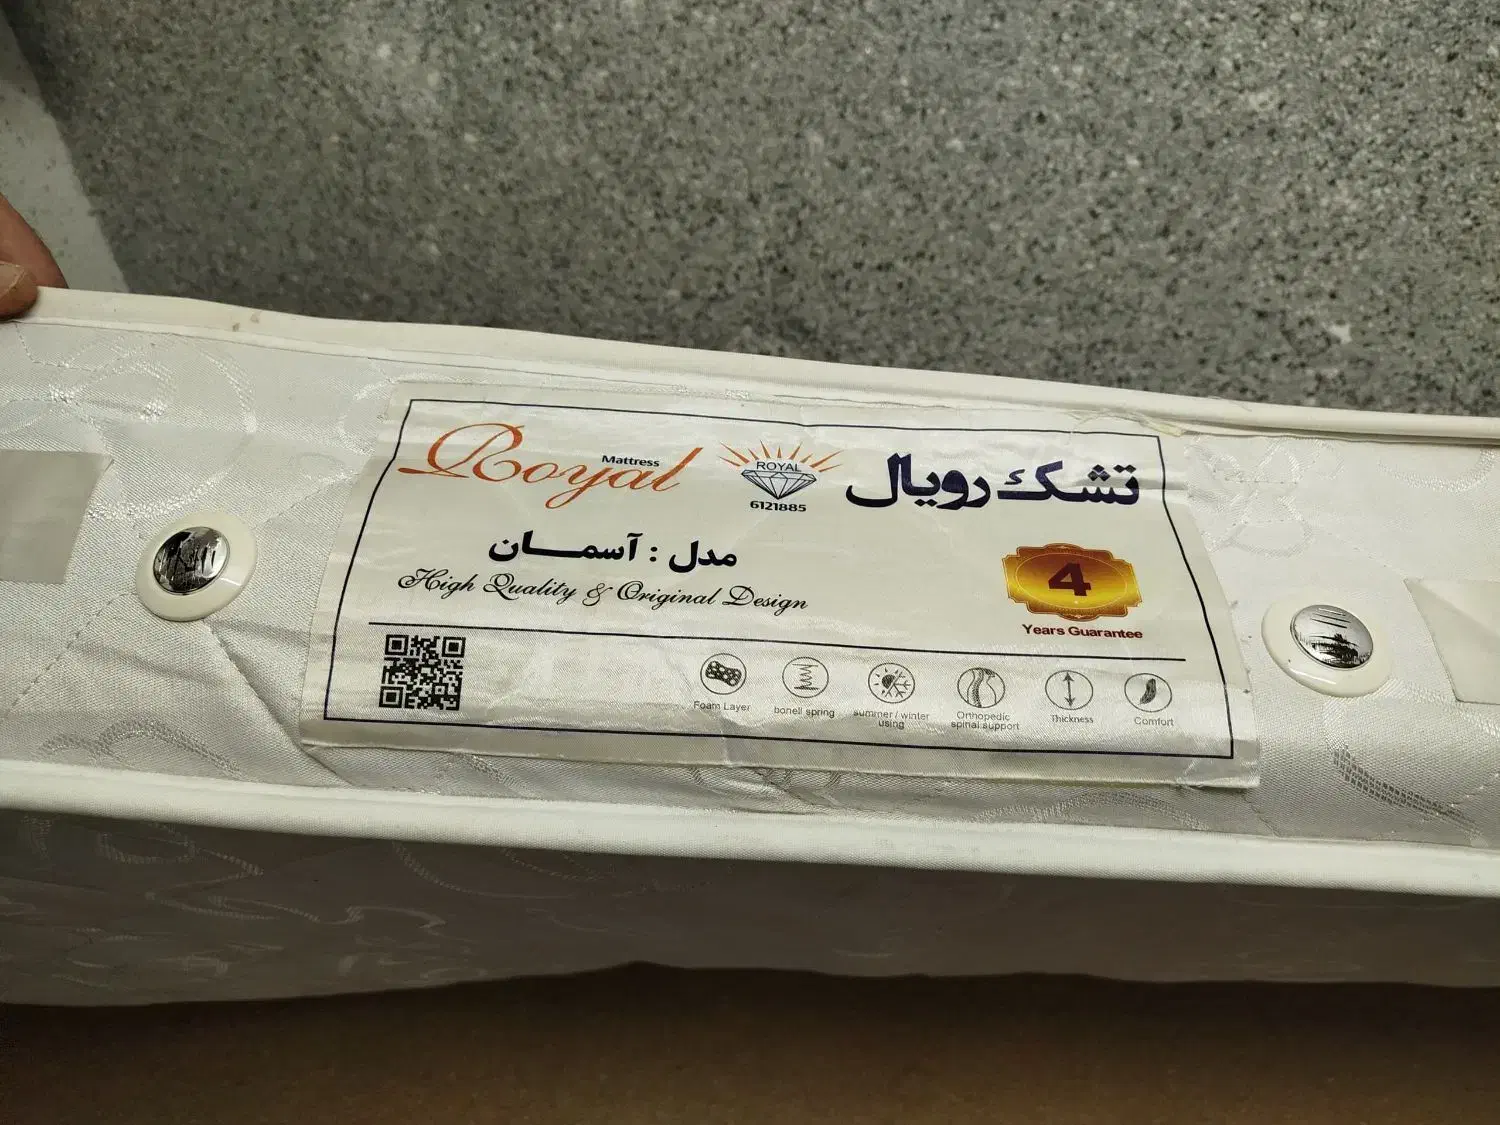 Royal Mattress
ROYAL
6121885
تشک رویال
مدل : آسمان
High Quality & Original Design
4
Years Guarantee
Foam Layer
bonell spring
summer / winter
using
Orthopedic
spinal support
Thickness
Comfort